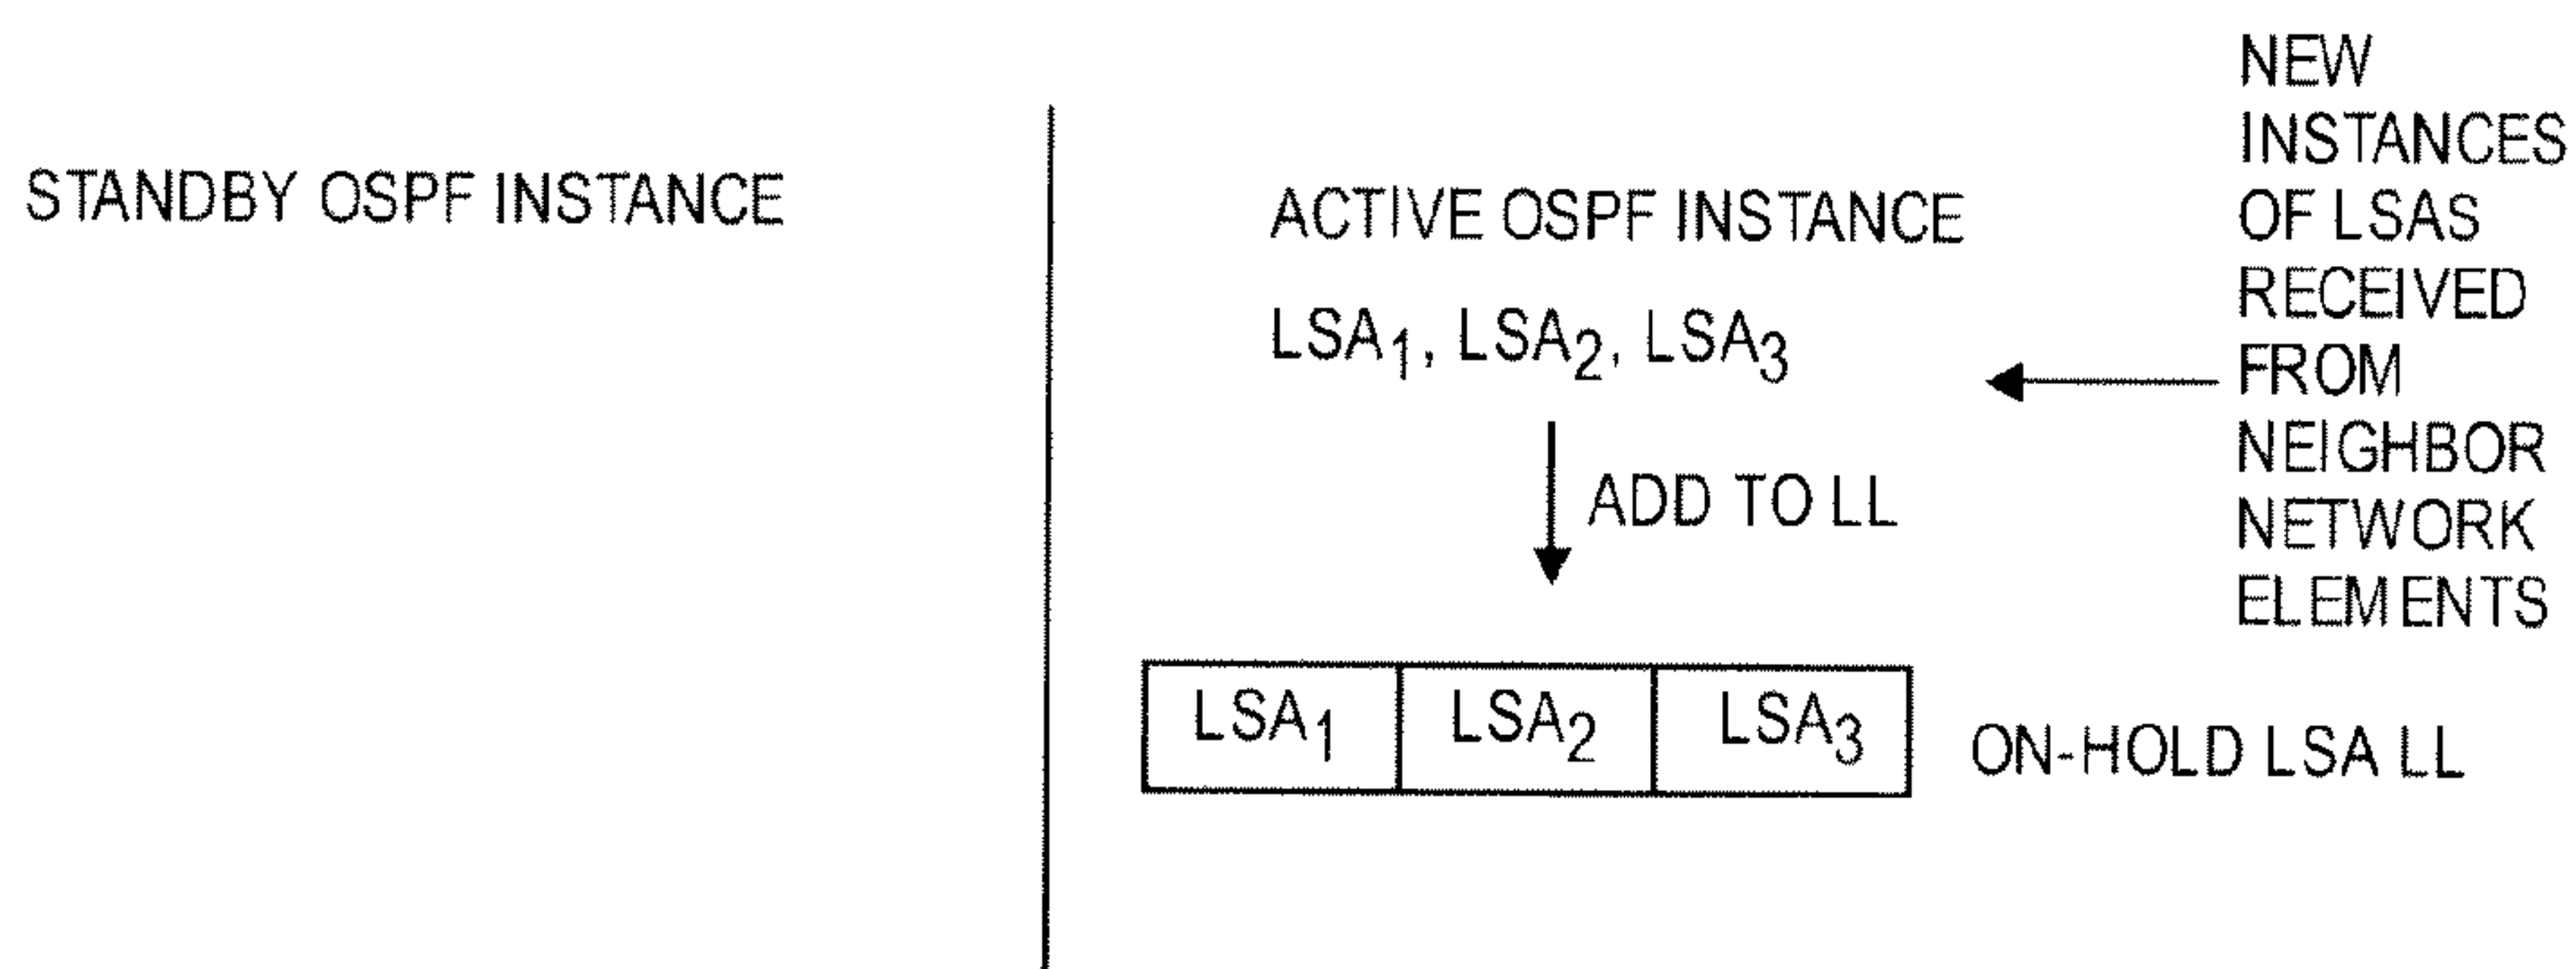 STANDBY OSPF INSTANCE
ACTIVE OSPF INSTANCE
LSA1, LSA2, LSA3
ADD TO LL
LSA1 LSA2 LSA3
ON-HOLD LSA LL
NEW
INSTANCES
OF LSAS
RECEIVED
FROM
NEIGHBOR
NETWORK
ELEMENTS